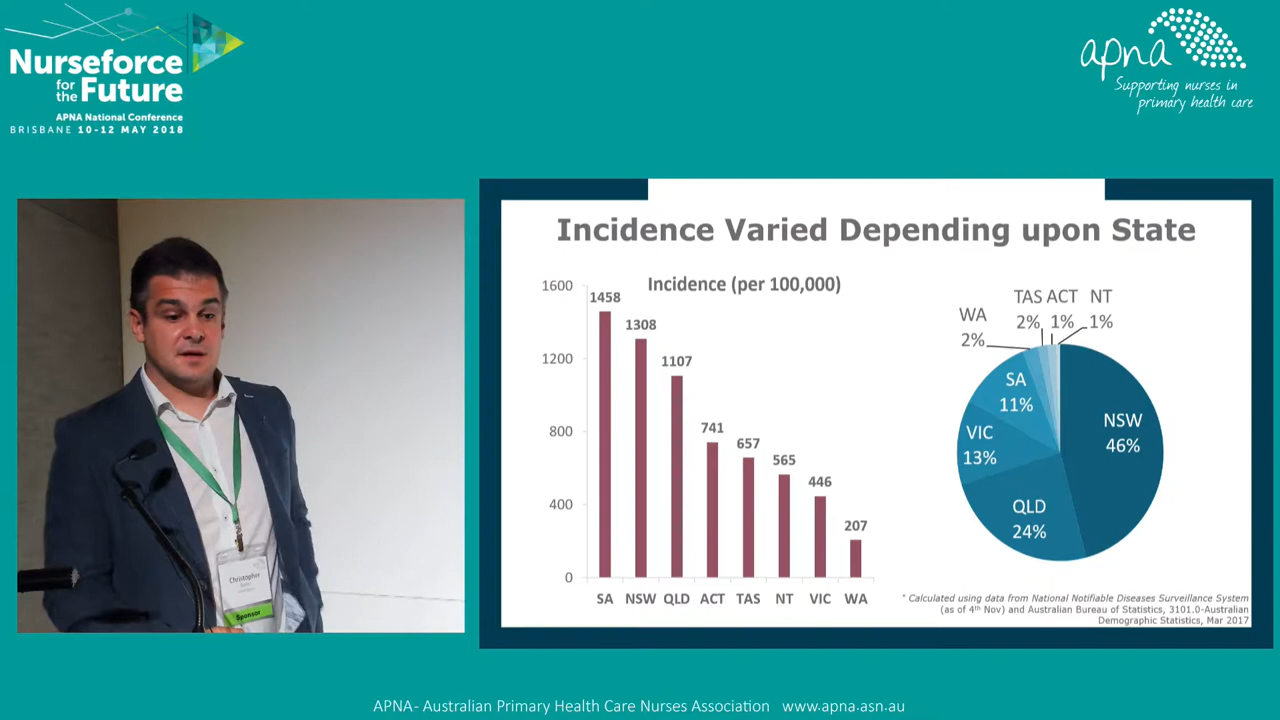 Nurseforce
for the Future
APNA National Conference
BRISBANE 10-12 MAY 2018
apna
Supporting nurses in
primary health care
Christopher
Sponsor
Incidence Varied Depending upon State
Incidence (per 100,000)
1600
1200
800
400
0
1458
1308
1107
741
657
565
446
207
SA NSW QLD ACT TAS NT VIC WA
WA
2%
TAS
2%
ACT
1%
NT
1%
SA
11%
VIC
13%
QLD
24%
NSW
46%
* Calculated using data from National Notifiable Diseases Surveillance System
(as of 4th Nov) and Australian Bureau of Statistics, 3101.0-Australian
Demographic Statistics, Mar 2017
APNA- Australian Primary Health Care Nurses Association www.apna.asn.au